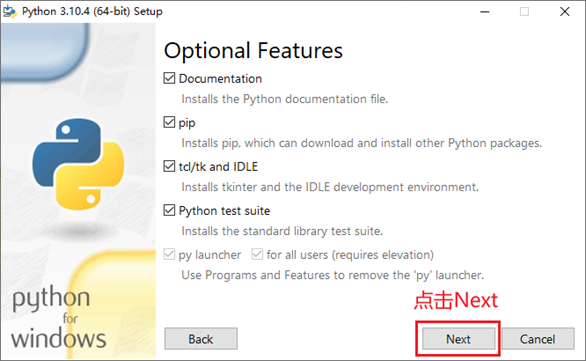 Python 3.10.4 (64-bit) Setup
Optional Features
Documentation
Installs the Python documentation file.
pip
Installs pip, which can download and install other Python packages.
tcl/tk and IDLE
Installs tkinter and the IDLE development environment.
Python test suite
Installs the standard library test suite.
py launcher for all users (requires elevation)
Use Programs and Features to remove the 'py' launcher.
点击Next
python
for
windows
Back Next Cancel